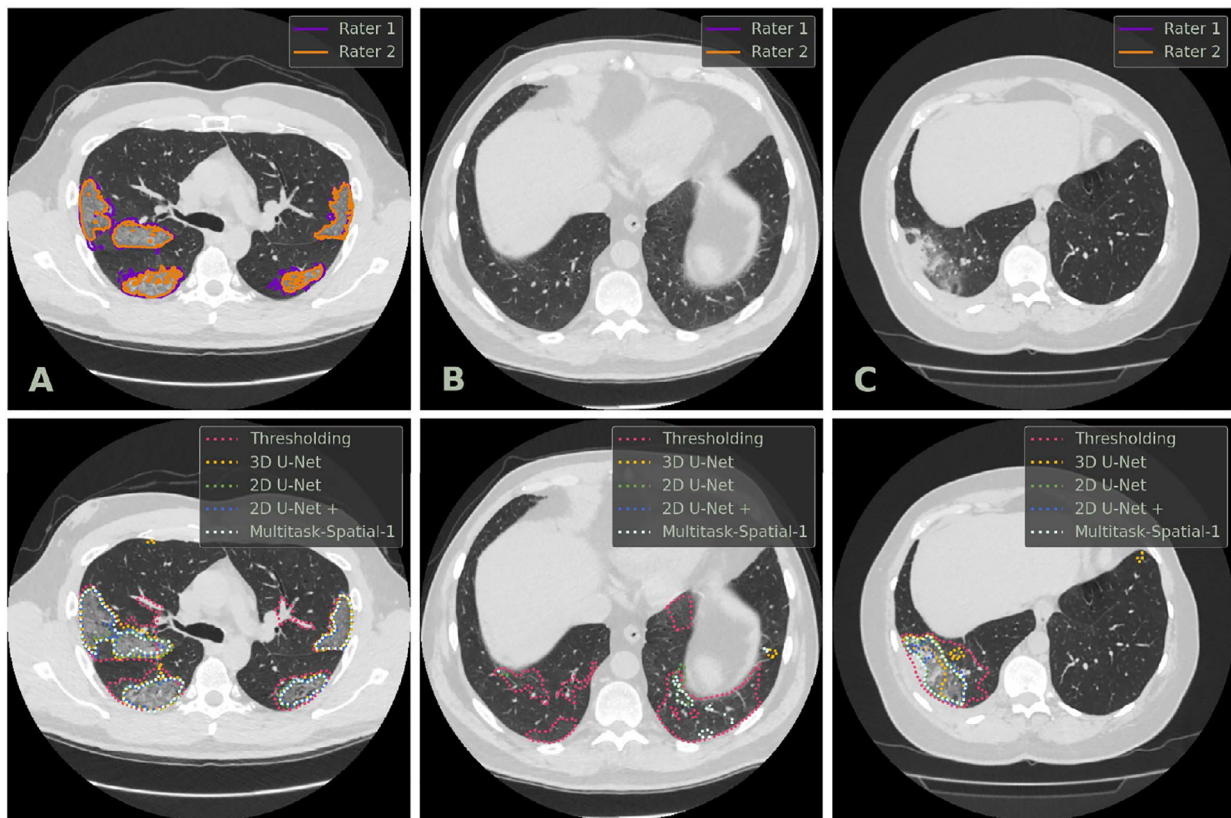 Rater 1
Rater 2
Rater 1
Rater 2
Rater 1
Rater 2
A
B
C
Thresholding
3D U-Net
2D U-Net
2D U-Net +
Multitask-Spatial-1
Thresholding
3D U-Net
2D U-Net
2D U-Net +
Multitask-Spatial-1
Thresholding
3D U-Net
2D U-Net
2D U-Net +
Multitask-Spatial-1